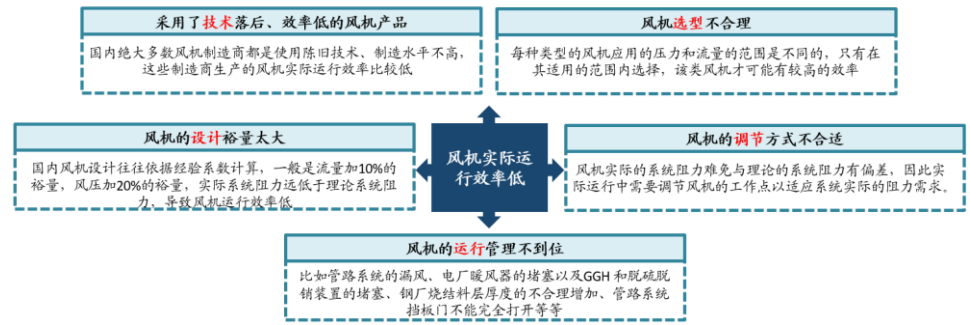 采用了技术落后、效率低的风机产品
国内绝大多数风机制造商都是使用陈旧技术、制造水平不高，
这些制造商生产的风机实际运行效率比较低
风机选型不合理
每种类型的风机应用的压力和流量的范围是不同的，只有在
其适用的范围内选择，该类风机才可能有较高的效率
风机的设计裕量太大
国内风机设计往往依据经验系数计算，一般是流量加10%的
裕量，风压加20%的裕量，实际系统阻力远低于理论系统阻
力、导致风机运行效率低
风机实际运
行效率低
风机的调节方式不合适
风机实际的系统阻力难免与理论的系统阻力有偏差，因此实
际运行中需要调节风机的工作点以适应系统实际的阻力需求。
风机的运行管理不到位
比如管路系统的漏风、电厂暖风器的堵塞以及GGH 和脱硫脱
销装置的堵塞、钢厂烧结料层厚度的不合理增加、管路系统
挡板门不能完全打开等等